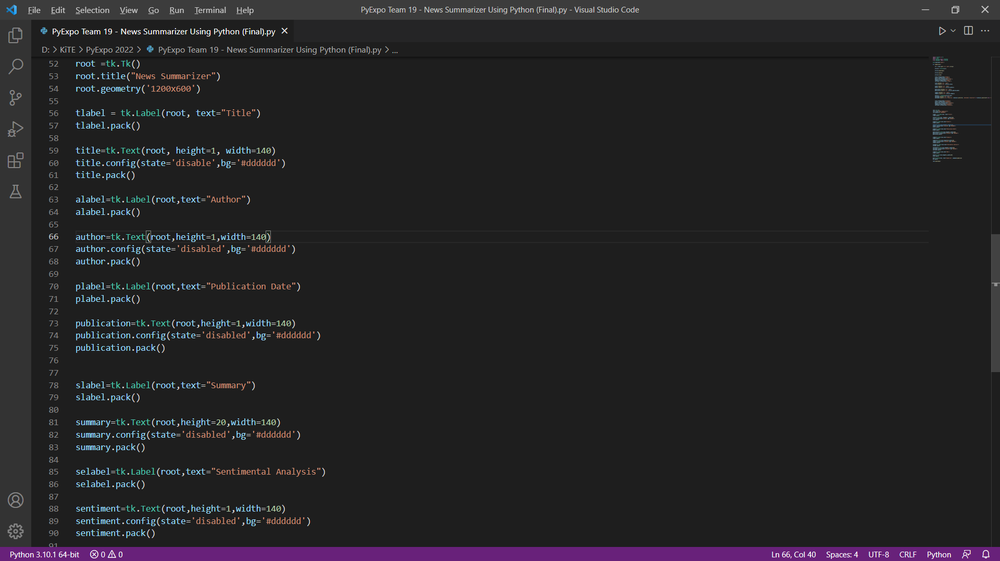 File Edit Selection View Go Run Terminal Help
PyExpo Team 19 - News Summarizer Using Python (Final).py - Visual Studio Code
PyExpo Team 19 - News Summarizer Using Python (Final).py
D: > KiTE > PyExpo 2022 > PyExpo Team 19 - News Summarizer Using Python (Final).py > ...
52 root =tk.Tk()
53 root.title("News Summarizer")
54 root.geometry('1200x600')
55
56 tlabel = tk.Label(root, text="Title")
57 tlabel.pack()
58
59 title=tk.Text(root, height=1, width=140)
60 title.config(state='disable',bg='#dddddd')
61 title.pack()
62
63 alabel=tk.Label(root,text="Author")
64 alabel.pack()
65
66 author=tk.Text(root,height=1,width=140)
67 author.config(state='disabled',bg='#dddddd')
68 author.pack()
69
70 plabel=tk.Label(root,text="Publication Date")
71 plabel.pack()
72
73 publication=tk.Text(root,height=1,width=140)
74 publication.config(state='disabled',bg='#dddddd')
75 publication.pack()
76
77
78 slabel=tk.Label(root,text="Summary")
79 slabel.pack()
80
81 summary=tk.Text(root,height=20,width=140)
82 summary.config(state='disabled',bg='#dddddd')
83 summary.pack()
84
85 selabel=tk.Label(root,text="Sentimental Analysis")
86 selabel.pack()
87
88 sentiment=tk.Text(root,height=1,width=140)
89 sentiment.config(state='disabled',bg='#dddddd')
90 sentiment.pack()
91
Python 3.10.1 64-bit 0 0 Ln 66, Col 40 Spaces: 4 UTF-8 CRLF Python